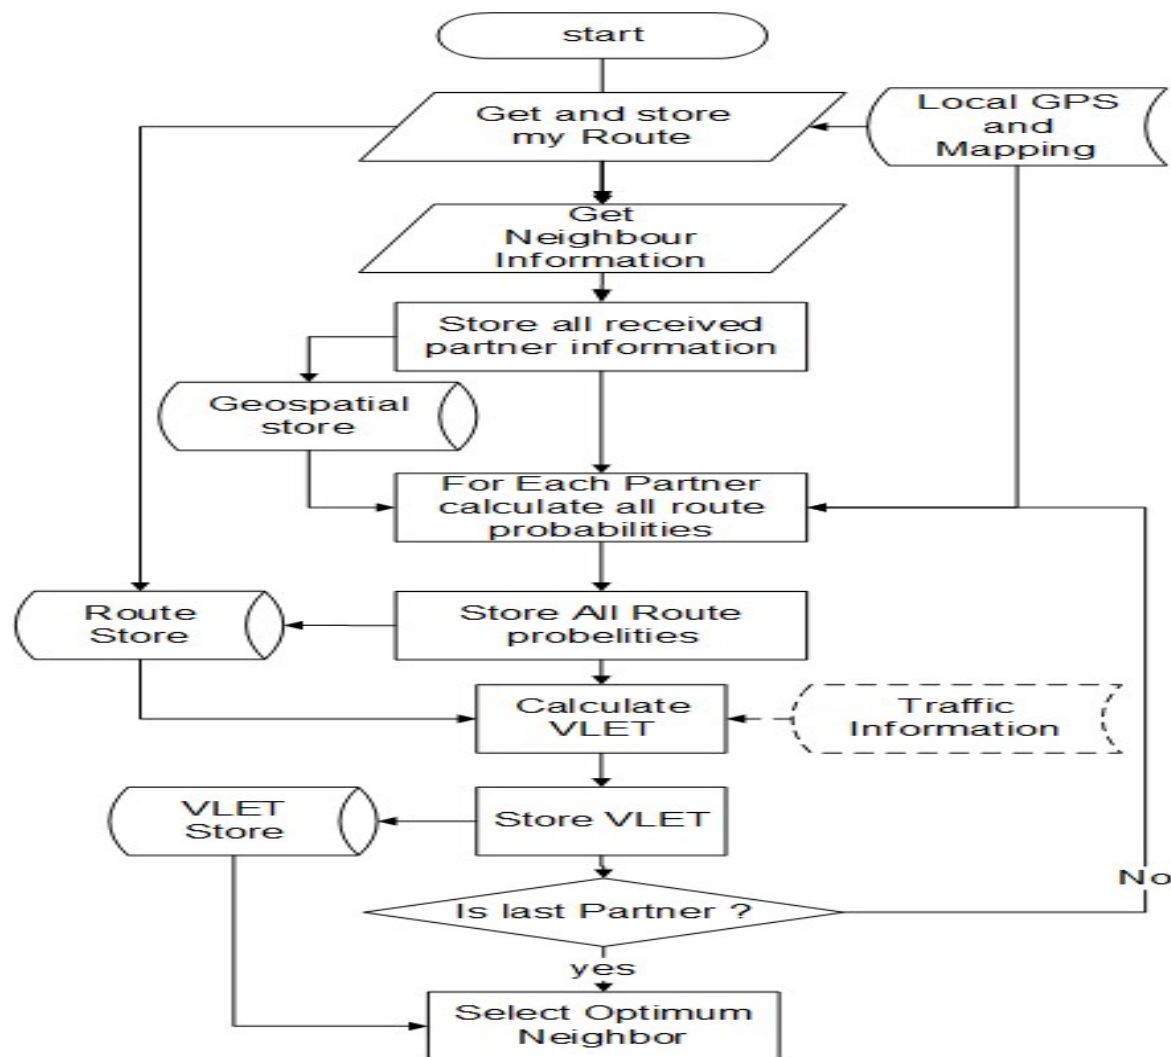 start
Get and store
my Route
Local GPS
and
Mapping
Get
Neighbour
Information
Store all received
partner information
Geospatial
store
For Each Partner
calculate all route
probabilities
Route
Store
Store All Route
probelities
Calculate
VLET
Traffic
Information
VLET
Store
Store VLET
No
Is last Partner ?
yes
Select Optimum
Neighbor